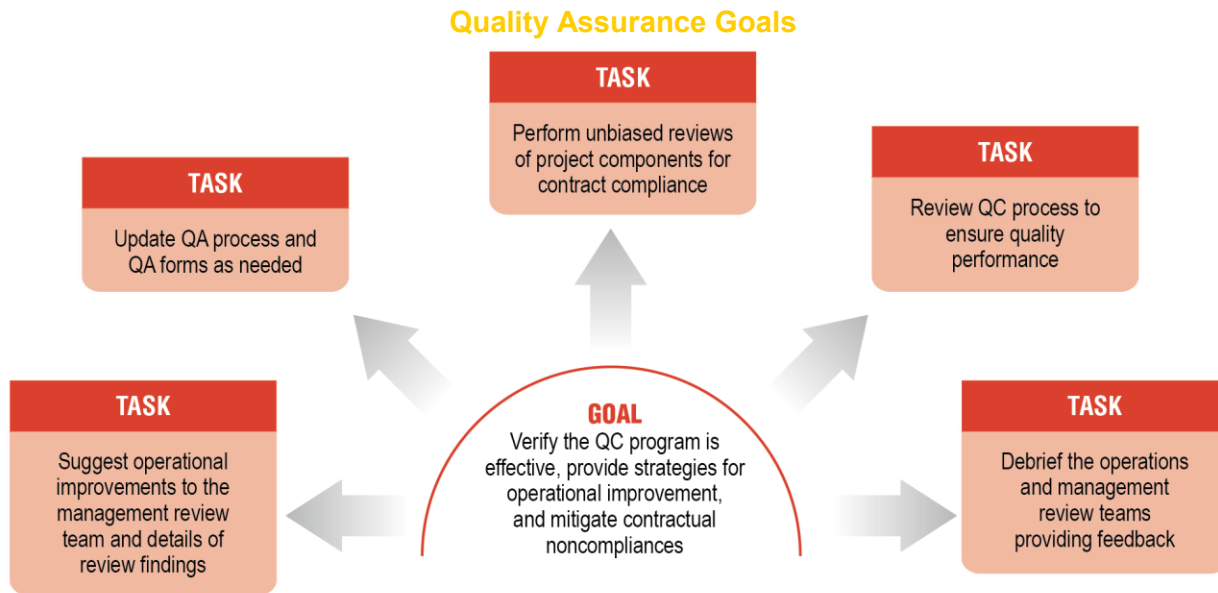 Quality Assurance Goals
TASK
Perform unbiased reviews
of project components for
contract compliance
TASK
Update QA process and
QA forms as needed
TASK
Review QC process to
ensure quality
performance
TASK
Suggest operational
improvements to the
management review
team and details of
review findings
GOAL
Verify the QC program is
effective, provide strategies for
operational improvement,
and mitigate contractual
noncompliances
TASK
Debrief the operations
and management
review teams
providing feedback